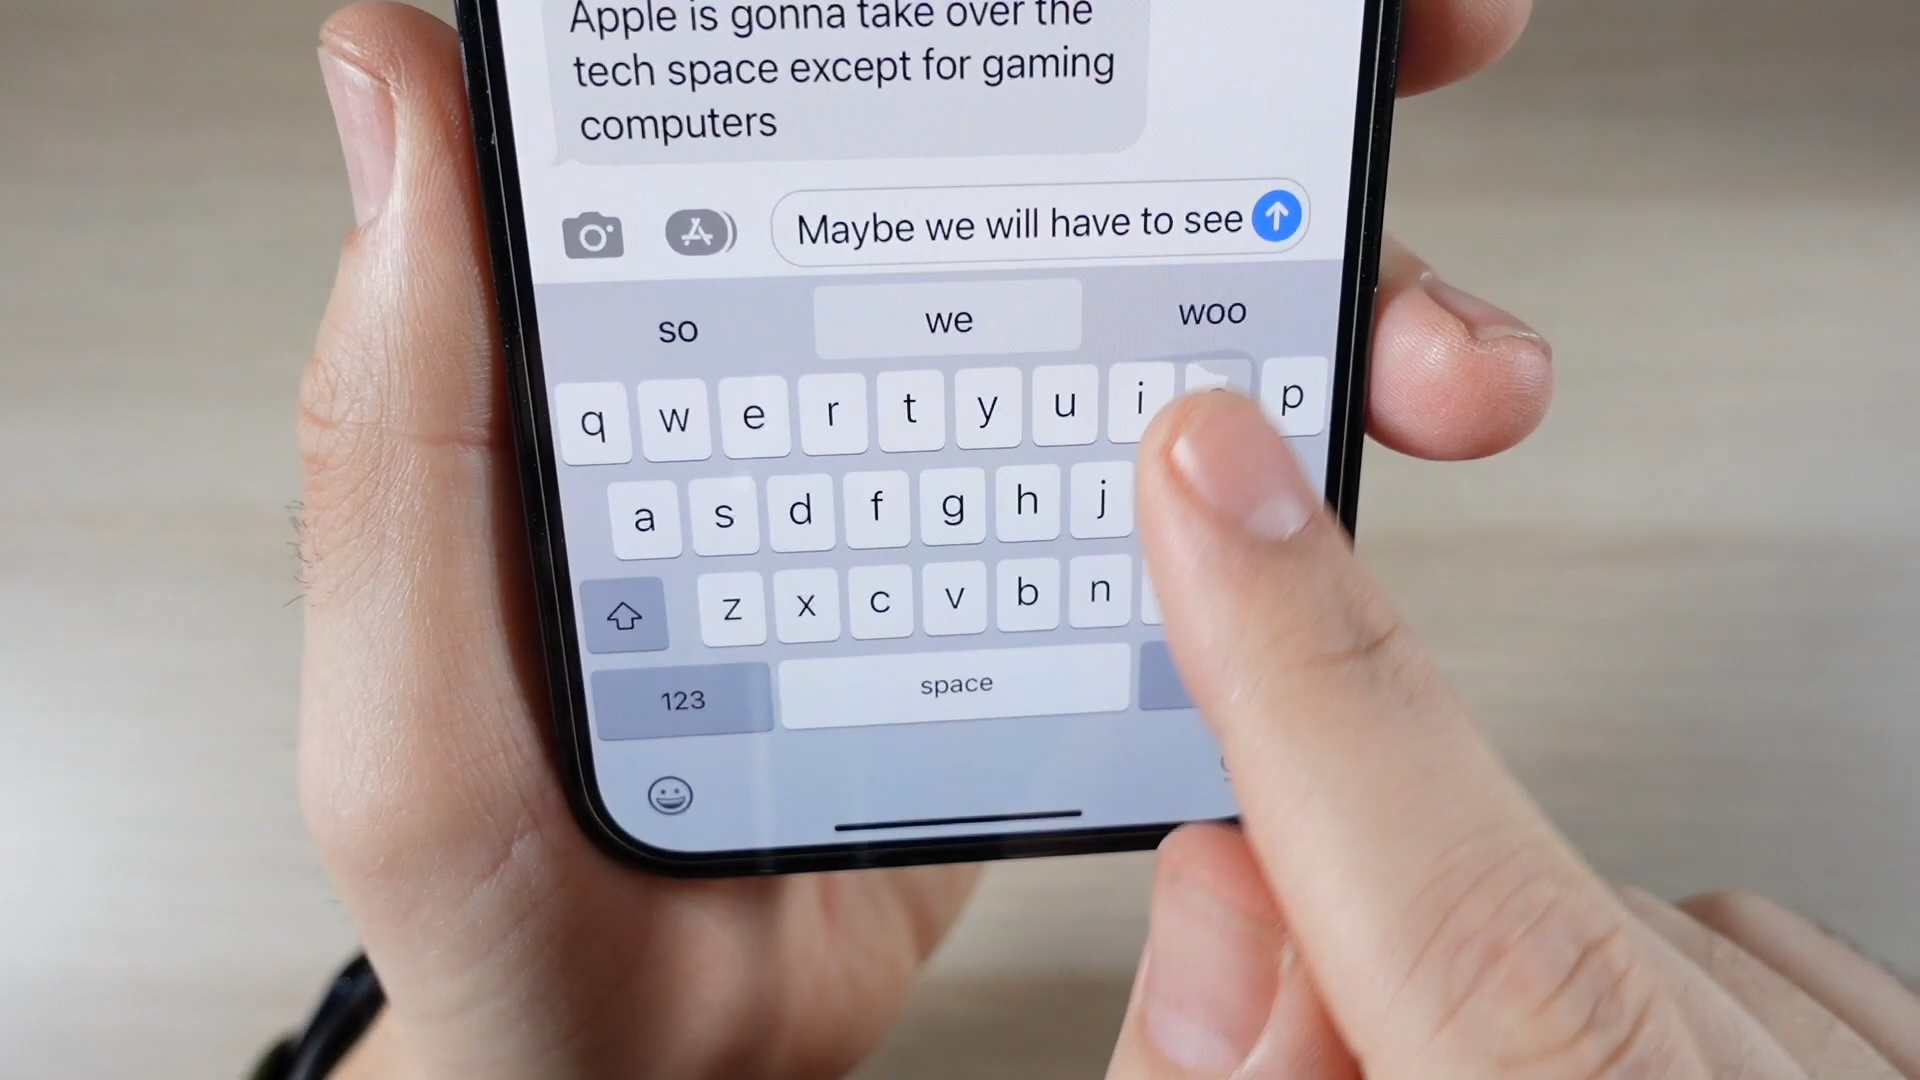 Apple is gonna take over the
tech space except for gaming
computers
Maybe we will have to see
so we woo
q w e r t y u i p
a s d f g h j
z x c v b n
123 space